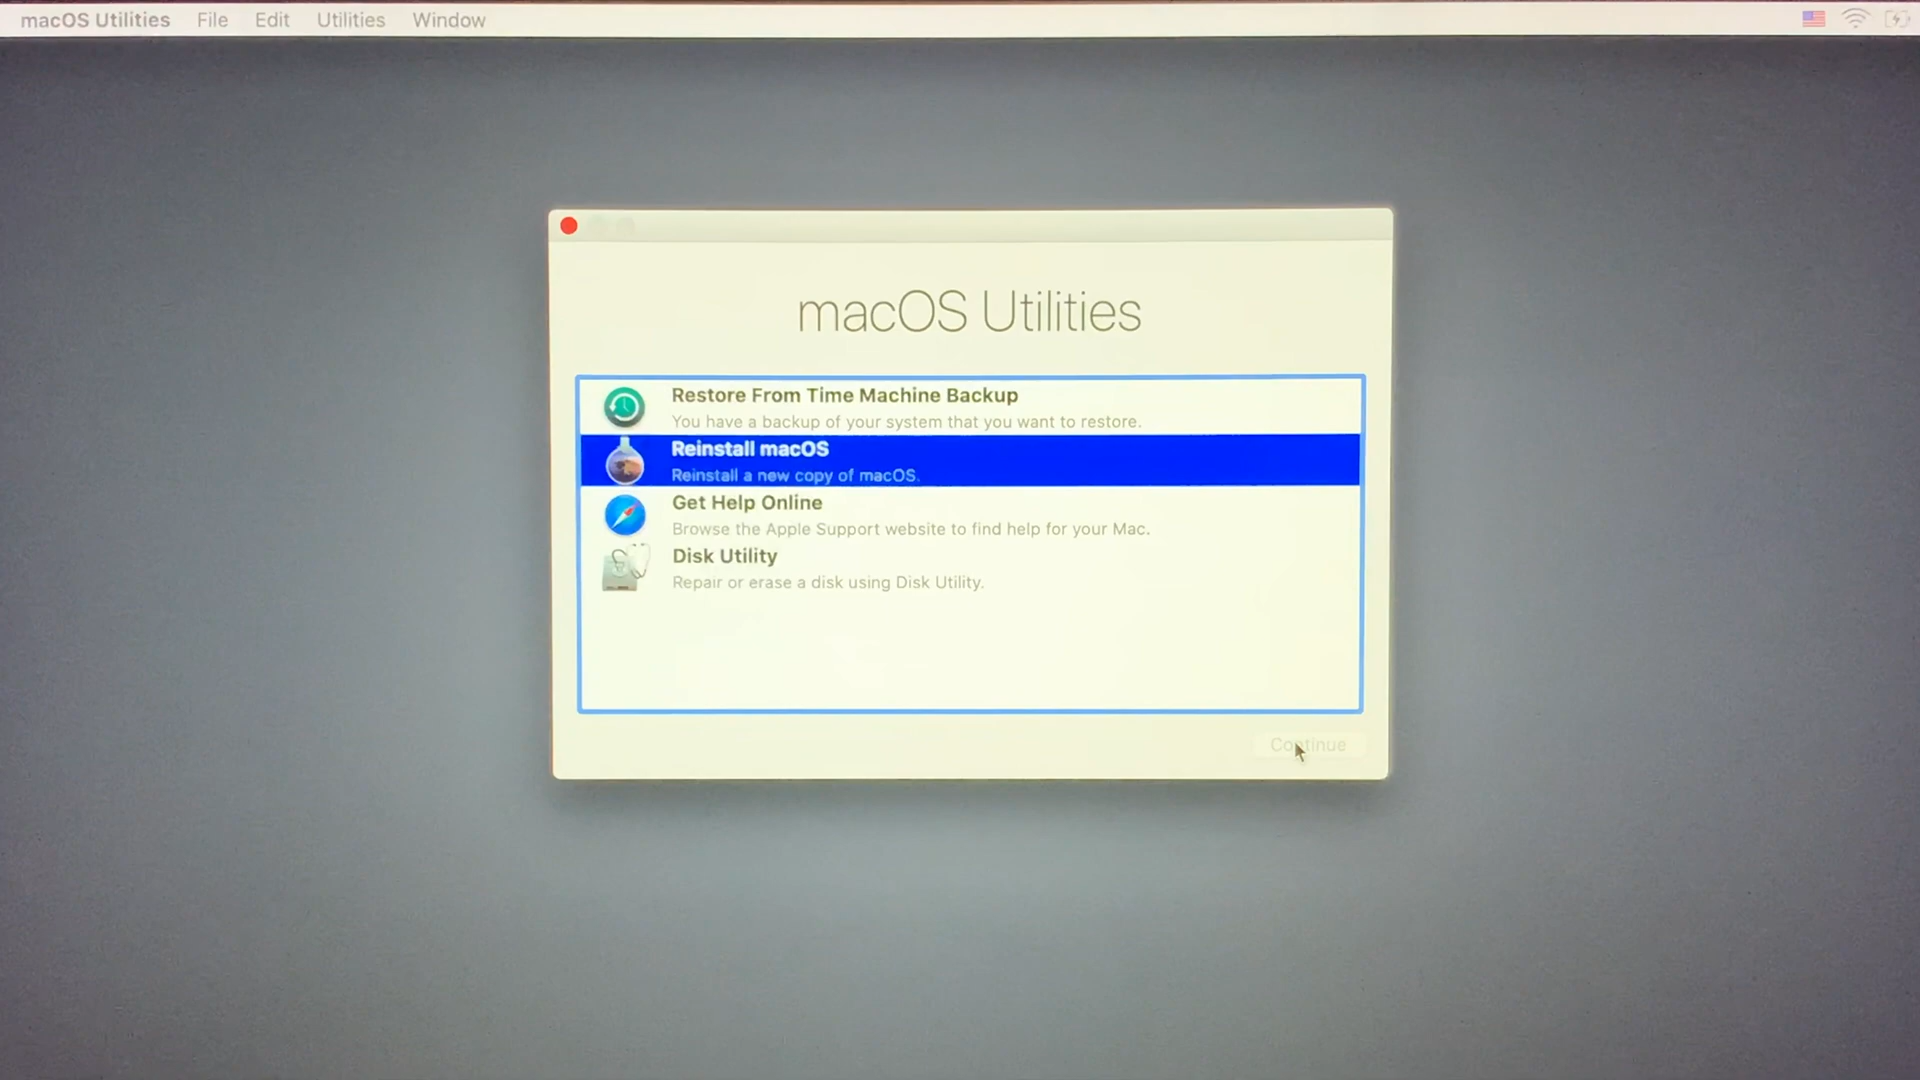 macOS Utilities File Edit Utilities Window
macOS Utilities
Restore From Time Machine Backup
You have a backup of your system that you want to restore.
Reinstall macOS
Reinstall a new copy of macOS.
Get Help Online
Browse the Apple Support website to find help for your Mac.
Disk Utility
Repair or erase a disk using Disk Utility.
Continue